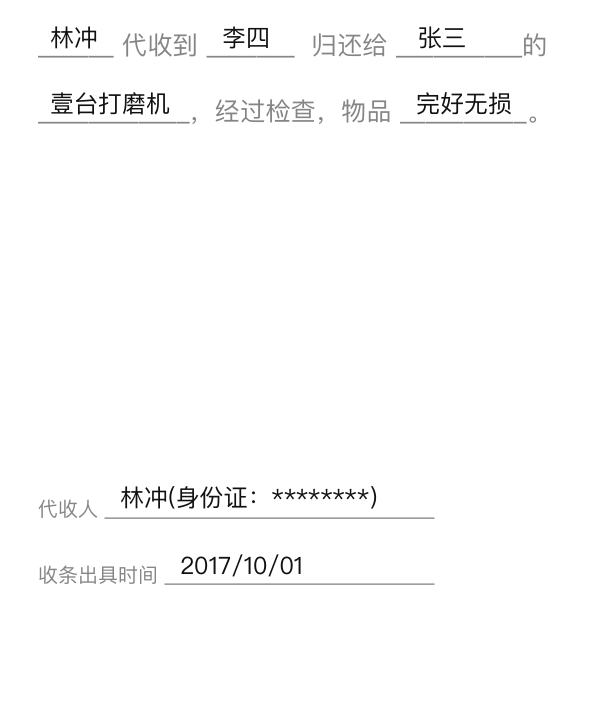 林冲 代收到 李四 归还给 张三 的
壹台打磨机，经过检查，物品 完好无损。
代收人 林冲(身份证：********)
收条出具时间 2017/10/01